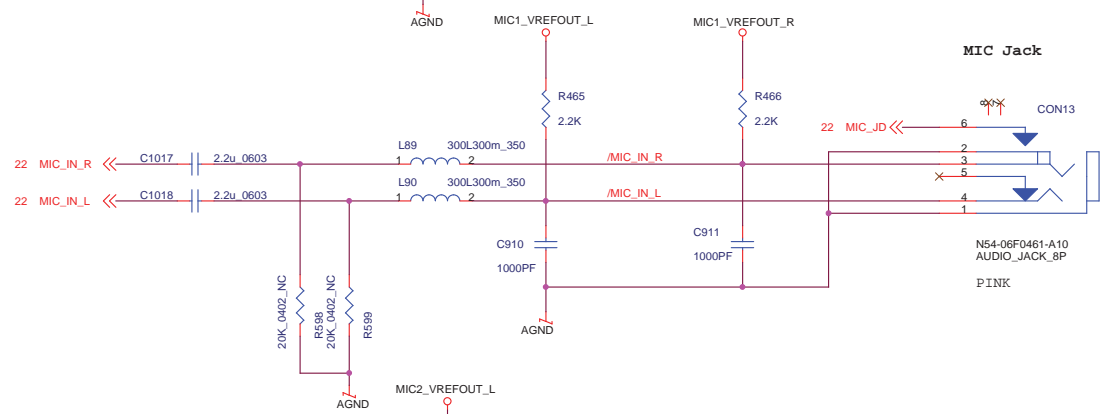 AGND
MIC1_VREFOUT_L
MIC1_VREFOUT_R
MIC Jack
R465
2.2K
R466
2.2K
8
7
CON13
22 MIC_JD
6
22 MIC_IN_R
C1017
2.2u_0603
L89
300L300m_350
1
2
/MIC_IN_R
2
3
5
22 MIC_IN_L
C1018
2.2u_0603
L90
300L300m_350
1
2
/MIC_IN_L
4
1
C910
1000PF
C911
1000PF
N54-06F0461-A10
AUDIO_JACK_8P
PINK
20K_0402_NC
R598
20K_0402_NC
R599
AGND
AGND
MIC2_VREFOUT_L